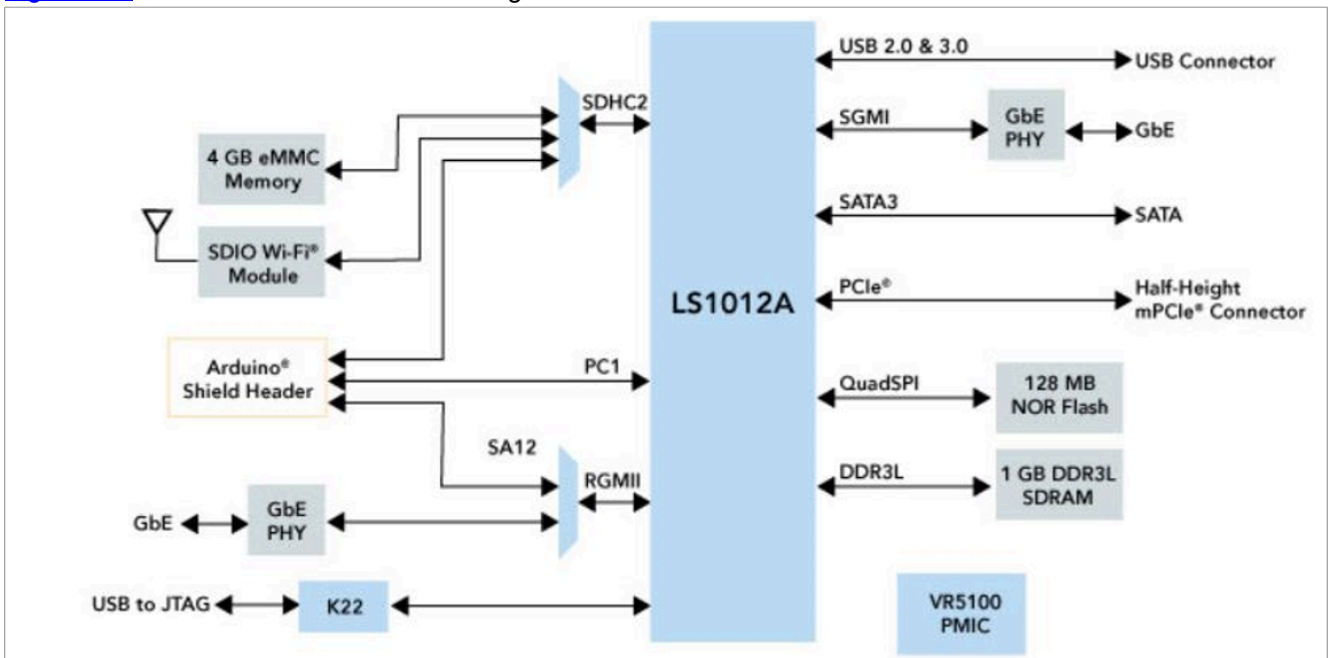 SDHC2
4 GB eMMC
Memory
SDIO Wi-Fi®
Module
Arduino®
Shield Header
PC1
SA12
RGMII
GbE
GbE
PHY
USB to JTAG
K22
LS1012A
USB 2.0 & 3.0
USB Connector
SGMI
GbE
PHY
GbE
SATA3
SATA
PCIe®
Half-Height
mPCIe® Connector
QuadSPI
128 MB
NOR Flash
DDR3L
1 GB DDR3L
SDRAM
VR5100
PMIC